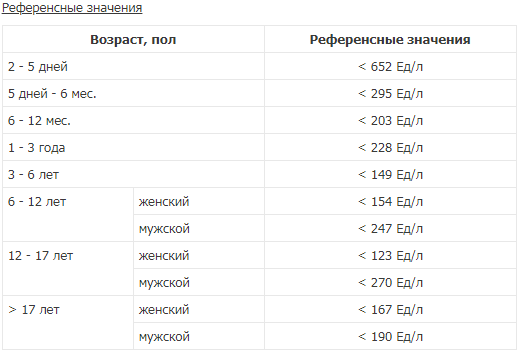 Референсные значения
Возраст, пол Референсные значения
2 - 5 дней < 652 Ед/л
5 дней - 6 мес. < 295 Ед/л
6 - 12 мес. < 203 Ед/л
1 - 3 года < 228 Ед/л
3 - 6 лет < 149 Ед/л
6 - 12 лет женский < 154 Ед/л
мужской < 247 Ед/л
12 - 17 лет женский < 123 Ед/л
мужской < 270 Ед/л
> 17 лет женский < 167 Ед/л
мужской < 190 Ед/л